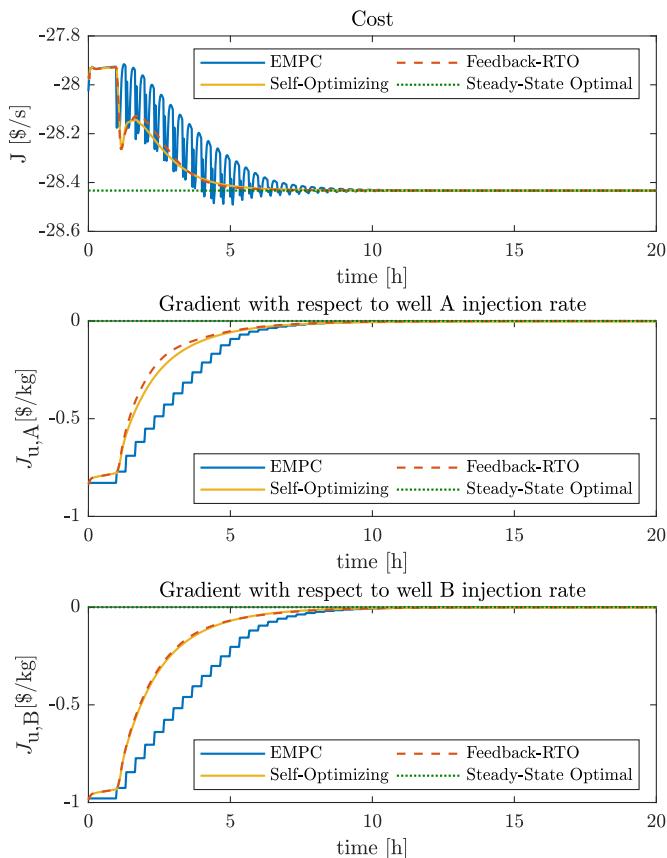 Cost
-27.8
-28
-28.2
-28.4
-28.6
J [$/s]
EMPC
Feedback-RTO
Self-Optimizing
Steady-State Optimal
0 5 10 15 20
time [h]
Gradient with respect to well A injection rate
0
-0.5
-1
J_{u,A} [$/kg]
EMPC
Feedback-RTO
Self-Optimizing
Steady-State Optimal
0 5 10 15 20
time [h]
Gradient with respect to well B injection rate
0
-0.5
-1
J_{u,B} [$/kg]
EMPC
Feedback-RTO
Self-Optimizing
Steady-State Optimal
0 5 10 15 20
time [h]